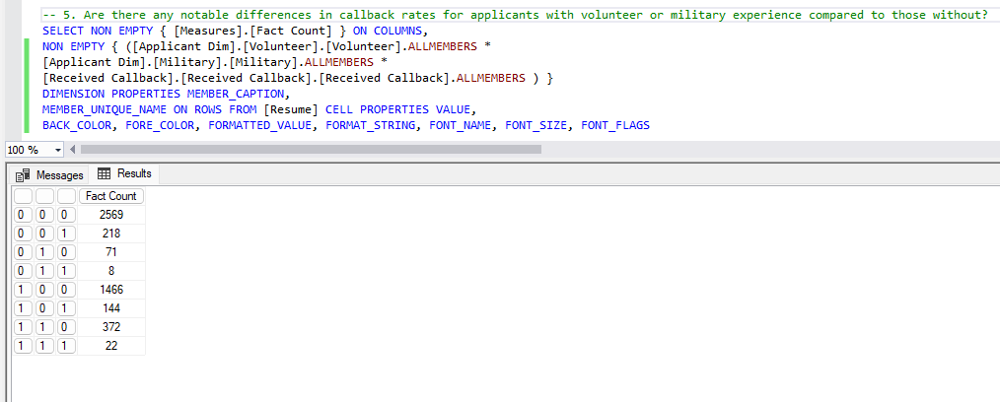 -- 5. Are there any notable differences in callback rates for applicants with volunteer or military experience compared to those without?
SELECT NON EMPTY { [Measures].[Fact Count] } ON COLUMNS,
NON EMPTY { ([Applicant Dim].[Volunteer].[Volunteer].ALLMEMBERS *
[Applicant Dim].[Military].[Military].ALLMEMBERS *
[Received Callback].[Received Callback].[Received Callback].ALLMEMBERS ) }
DIMENSION PROPERTIES MEMBER_CAPTION,
MEMBER_UNIQUE_NAME ON ROWS FROM [Resume] CELL PROPERTIES VALUE,
BACK_COLOR, FORE_COLOR, FORMATTED_VALUE, FORMAT_STRING, FONT_NAME, FONT_SIZE, FONT_FLAGS
100 %
Messages Results
Fact Count
0 0 0 2569
0 0 1 218
0 1 0 71
0 1 1 8
1 0 0 1466
1 0 1 144
1 1 0 372
1 1 1 22